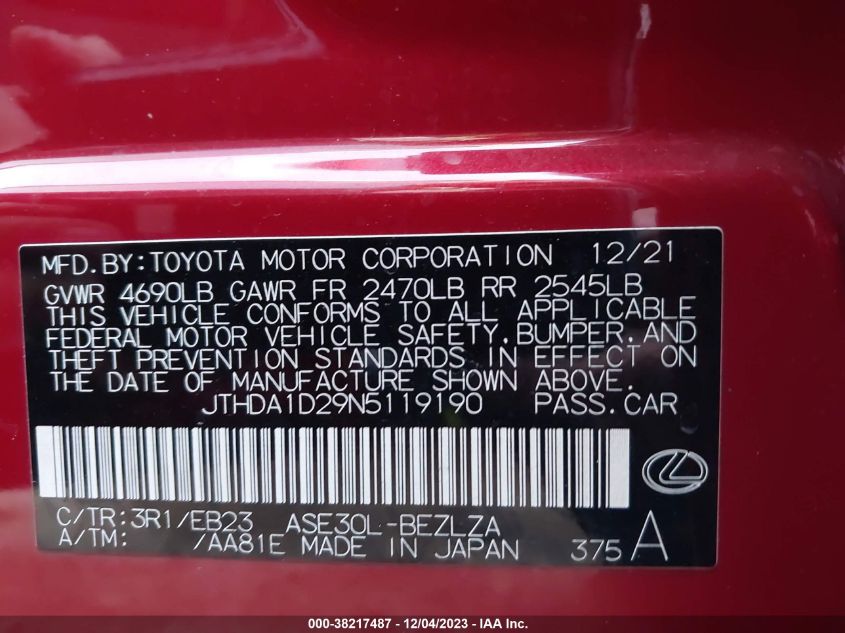 MFD.BY:TOYOTA MOTOR CORPORATION 12/21
GVWR 4690LB GAWR FR 2470LB RR 2545LB
THIS VEHICLE CONFORMS TO ALL APPLICABLE
FEDERAL MOTOR VEHICLE SAFETY,BUMPER,AND
THEFT PREVENTION STANDARDS IN EFFECT ON
THE DATE OF MANUFACTURE SHOWN ABOVE.
JTHDA1D29N5119190 PASS.CAR
C/TR:3R1/EB23 ASE30L-BEZLZA
A/TM: /AA81E MADE IN JAPAN 375 A
000-38217487 - 12/04/2023 - IAA Inc.